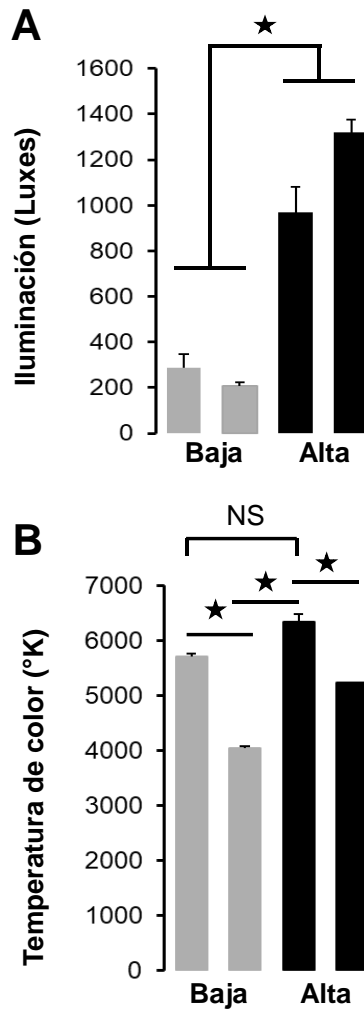 A
★
Iluminación (Luxes)
1600
1400
1200
1000
800
600
400
200
0
Baja Alta
B
NS
★ ★ ★
Temperatura de color (°K)
7000
6000
5000
4000
3000
2000
1000
0
Baja Alta